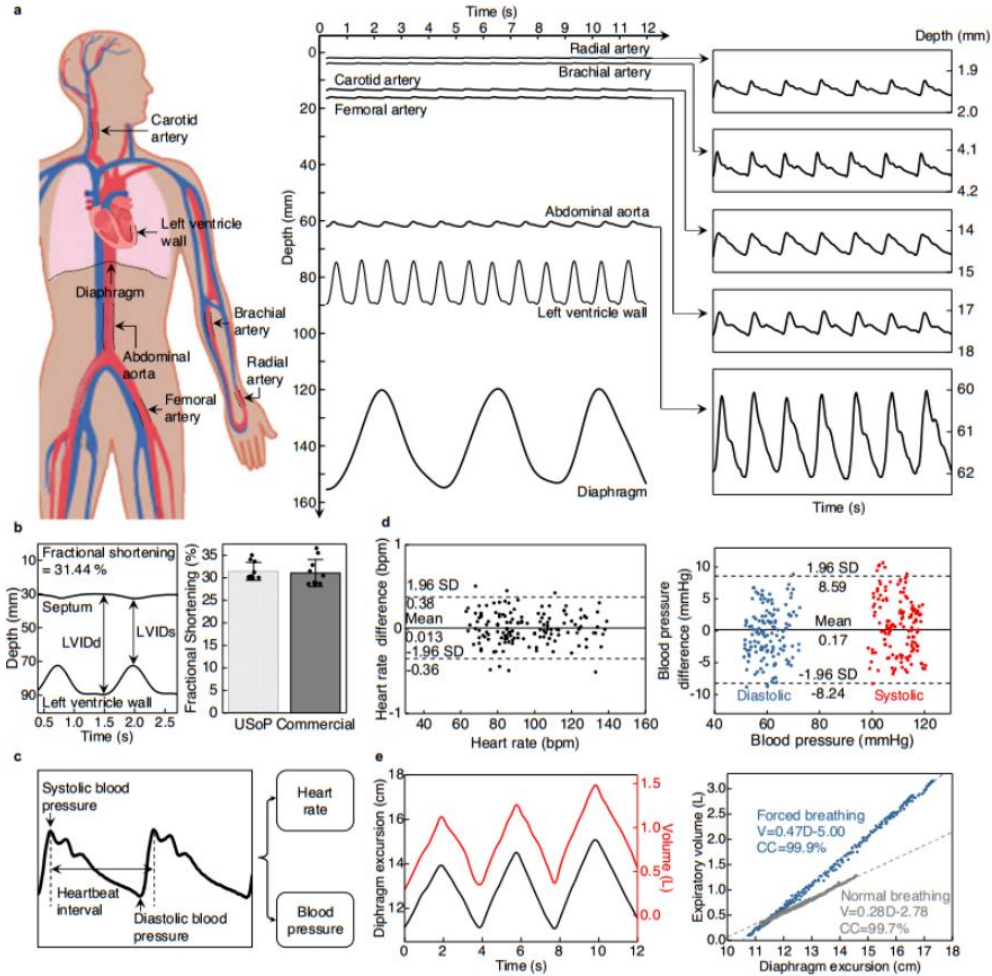 a
Carotid
artery
Left ventricle
wall
Diaphragm
Brachial
artery
Abdominal
aorta
Radial
artery
Femoral
artery
Time (s)
0 1 2 3 4 5 6 7 8 9 10 11 12
Depth (mm)
0
20
40
60
80
100
120
140
160
Radial artery
Brachial artery
Carotid artery
Femoral artery
Abdominal aorta
Left ventricle wall
Diaphragm
Depth (mm)
1.9
2.0
4.1
4.2
14
15
17
18
60
61
62
Time (s)
b
Depth (mm)
10
30
50
70
90
Fractional shortening
= 31.44 %
Septum
LVIDd
LVIDs
Left ventricle wall
0.5 1.0 1.5 2.0 2.5
Time (s)
Fractional Shortening (%)
35
30
25
20
15
10
5
0
USoP Commercial
c
Systolic blood
pressure
Heartbeat
interval
Diastolic blood
pressure
Heart
rate
Blood
pressure
d
Heart rate difference (bpm)
1
0
-1
1.96 SD
0.38
Mean
0.013
-1.96 SD
-0.36
40 60 80 100 120 140 160
Heart rate (bpm)
Blood pressure
difference (mmHg)
10
5
0
-5
-10
1.96 SD
8.59
Mean
0.17
-1.96 SD
-8.24
Diastolic
Systolic
40 60 80 100 120
Blood pressure (mmHg)
e
Diphragm excursion (cm)
18
16
14
12
1.5
1.0
0.5
0.0
Volume (L)
0 2 4 6 8 10 12
Time (s)
Expiratory volume (L)
3.0
2.5
2.0
1.5
1.0
0.5
0.0
Forced breathing
V=0.47D-5.00
CC=99.9%
Normal breathing
V=0.28D-2.78
CC=99.7%
10 11 12 13 14 15 16 17 18
Diaphragm excursion (cm)